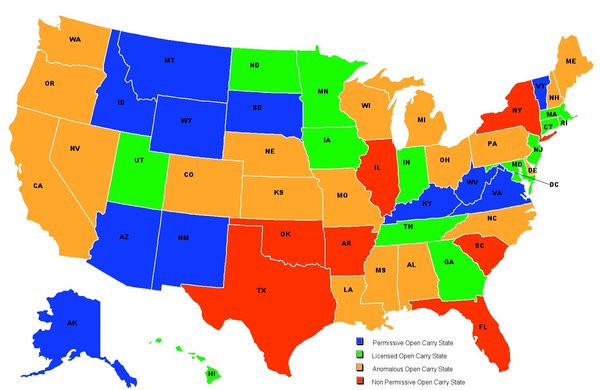 WA
MT
ND
MN
ME
OR
ID
WY
SD
WI
MI
NY
VT
NH
MA
CT
RI
NV
UT
CO
NE
IA
IL
IN
OH
PA
NJ
MD
DE
DC
CA
KS
MO
KY
WV
VA
AZ
NM
OK
AR
TN
NC
SC
TX
LA
MS
AL
GA
FL
AK
HI
Permissive Open Carry State
Licensed Open Carry State
Anomalous Open Carry State
Non Permissive Open Carry State